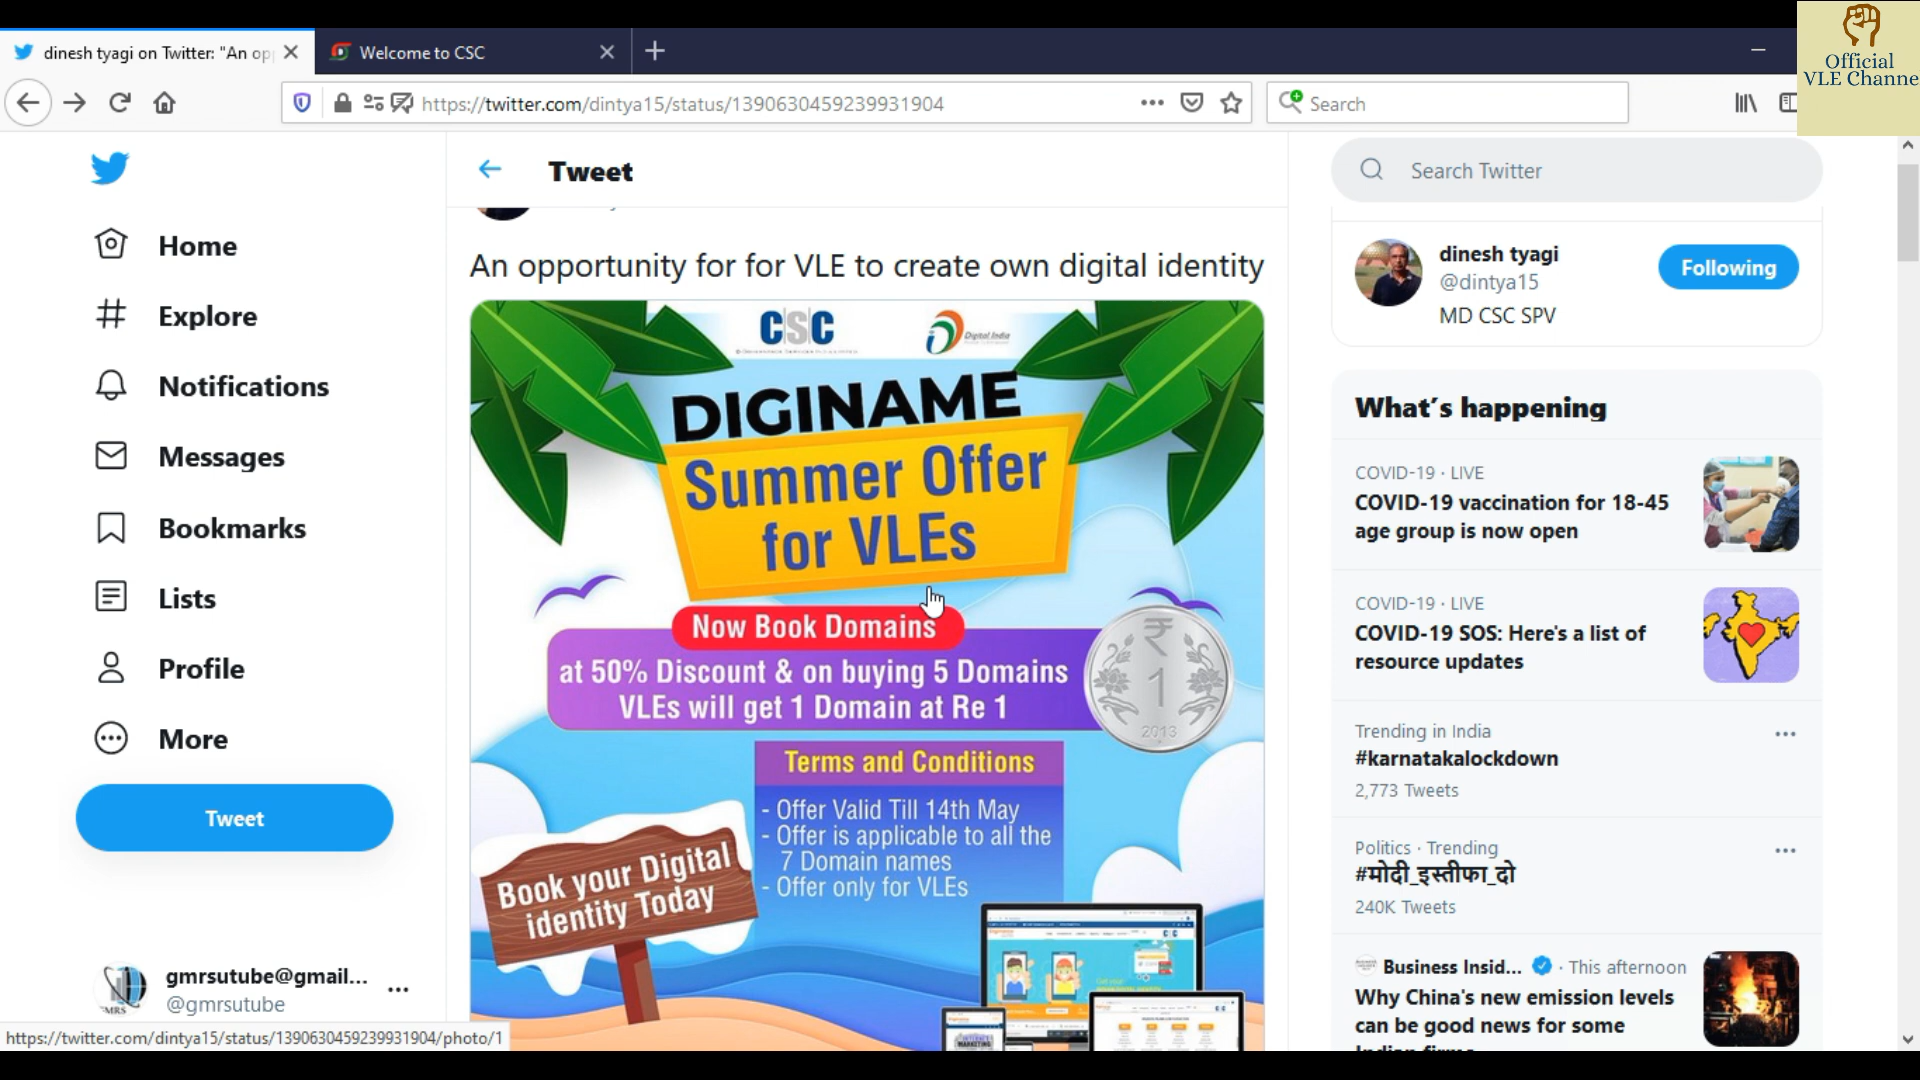 dinesh tyagi on Twitter: "An op
Welcome to CSC
Official
VLE Channe
https://twitter.com/dintya15/status/1390630459239931904
Search
Tweet
Search Twitter
Home
Explore
Notifications
Messages
Bookmarks
Lists
Profile
More
Tweet
gmrsutube@gmail...
@gmrsutube
GMRS
https://twitter.com/dintya15/status/1390630459239931904/photo/1
An opportunity for for VLE to create own digital identity
CSC
Digital India
DIGINAME
Summer Offer
for VLEs
Now Book Domains
at 50% Discount & on buying 5 Domains
VLEs will get 1 Domain at Re 1
₹
1
2013
Terms and Conditions
- Offer Valid Till 14th May
- Offer is applicable to all the
7 Domain names
- Offer only for VLEs
Book your Digital
identity Today
INTERNET
MARKETING
dinesh tyagi
@dintya15
MD CSC SPV
Following
What's happening
COVID-19 · LIVE
COVID-19 vaccination for 18-45
age group is now open
COVID-19 · LIVE
COVID-19 SOS: Here's a list of
resource updates
Trending in India
#karnatakalockdown
2,773 Tweets
Politics · Trending
#मोदी_इस्तीफा_दो
240K Tweets
Business Insid... · This afternoon
Why China's new emission levels
can be good news for some
Indian firms